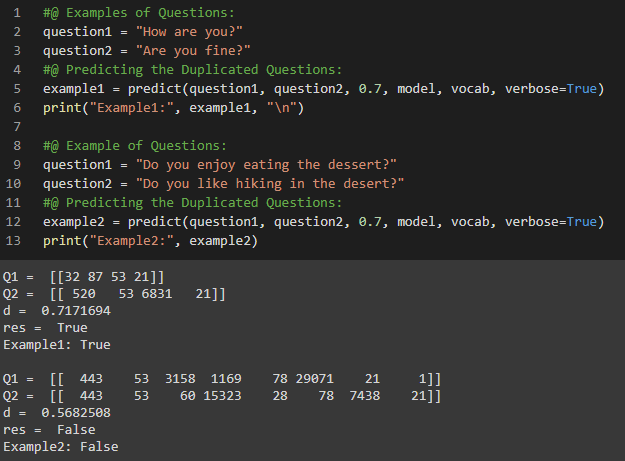 1 #@ Examples of Questions:
2 question1 = "How are you?"
3 question2 = "Are you fine?"
4 #@ Predicting the Duplicated Questions:
5 example1 = predict(question1, question2, 0.7, model, vocab, verbose=True)
6 print("Example1:", example1, "\n")
7
8 #@ Example of Questions:
9 question1 = "Do you enjoy eating the dessert?"
10 question2 = "Do you like hiking in the desert?"
11 #@ Predicting the Duplicated Questions:
12 example2 = predict(question1, question2, 0.7, model, vocab, verbose=True)
13 print("Example2:", example2)
Q1 =  [[32 87 53 21]]
Q2 =  [[ 520   53 6831   21]]
d =  0.7171694
res =  True
Example1: True
Q1 =  [[  443    53  3158  1169    78 29071    21     1]]
Q2 =  [[  443    53    60 15323    28    78  7438    21]]
d =  0.5682508
res =  False
Example2: False